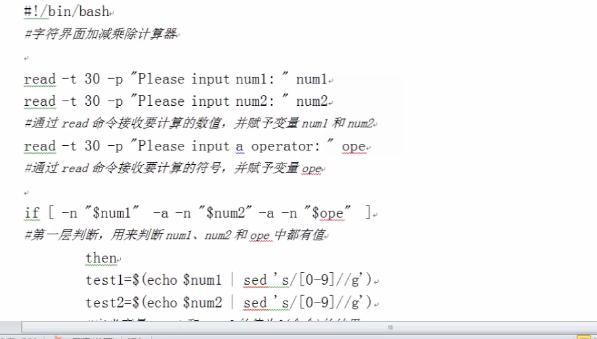 #!/bin/bash
#字符界面加减乘除计算器
read -t 30 -p "Please input num1: " num1
read -t 30 -p "Please input num2: " num2
#通过 read 命令接收要计算的数值，并赋予变量 num1 和 num2
read -t 30 -p "Please input a operator: " ope
#通过 read 命令接收要计算的符号，并赋予变量 ope
if [ -n "$num1" -a -n "$num2" -a -n "$ope" ]
#第一层判断，用来判断 num1、num2 和 ope 中都有值
then
test1=$(echo $num1 | sed 's/[0-9]//g')
test2=$(echo $num2 | sed 's/[0-9]//g')